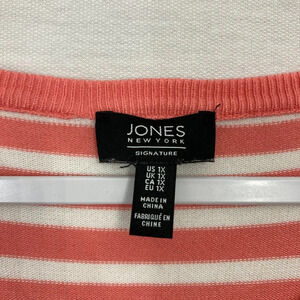 JONES
NEW YORK
SIGNATURE
US 1X
UK 1X
CA 1X
EU 1X
MADE IN
CHINA
FABRIQUÉ EN
CHINE